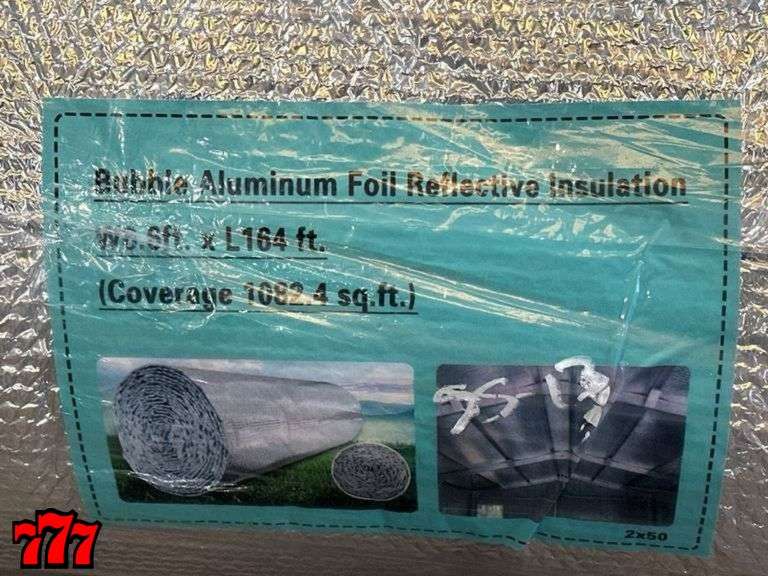 Bubble Aluminum Foil Reflective Insulation
W6.6ft. x L164 ft.
(Coverage 1082.4 sq.ft.)
2x50
777